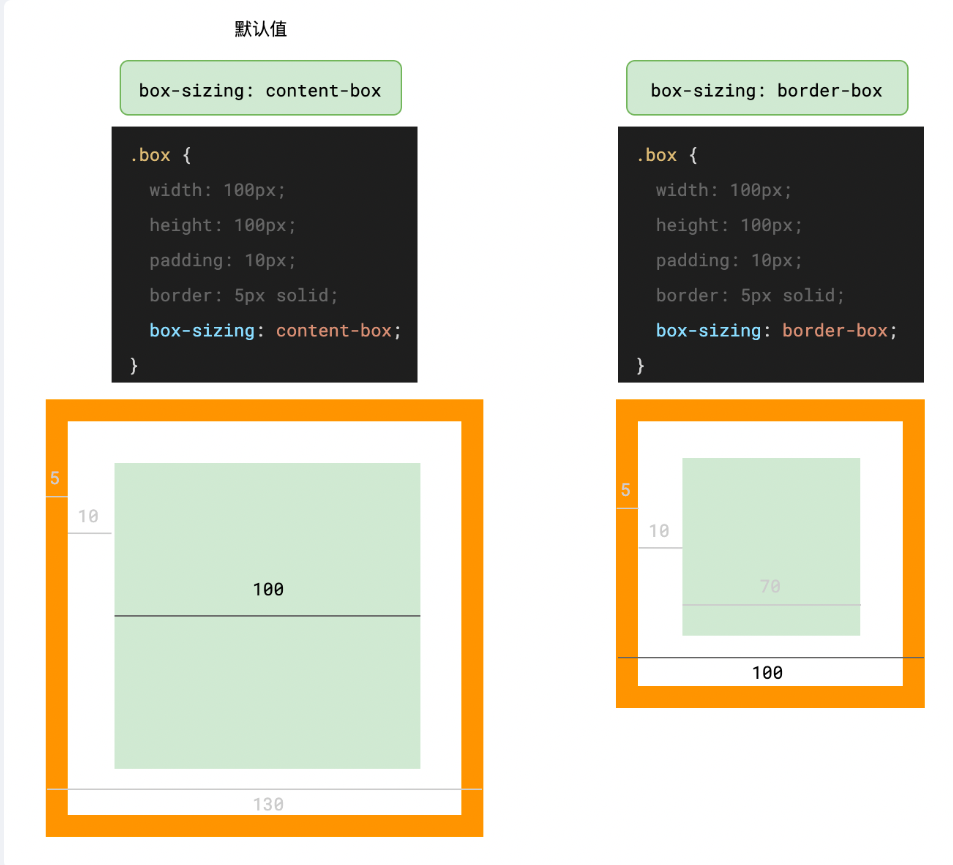 默认值
box-sizing: content-box
.box {
width: 100px;
height: 100px;
padding: 10px;
border: 5px solid;
box-sizing: content-box;
}
5
10
100
130
box-sizing: border-box
.box {
width: 100px;
height: 100px;
padding: 10px;
border: 5px solid;
box-sizing: border-box;
}
5
10
70
100